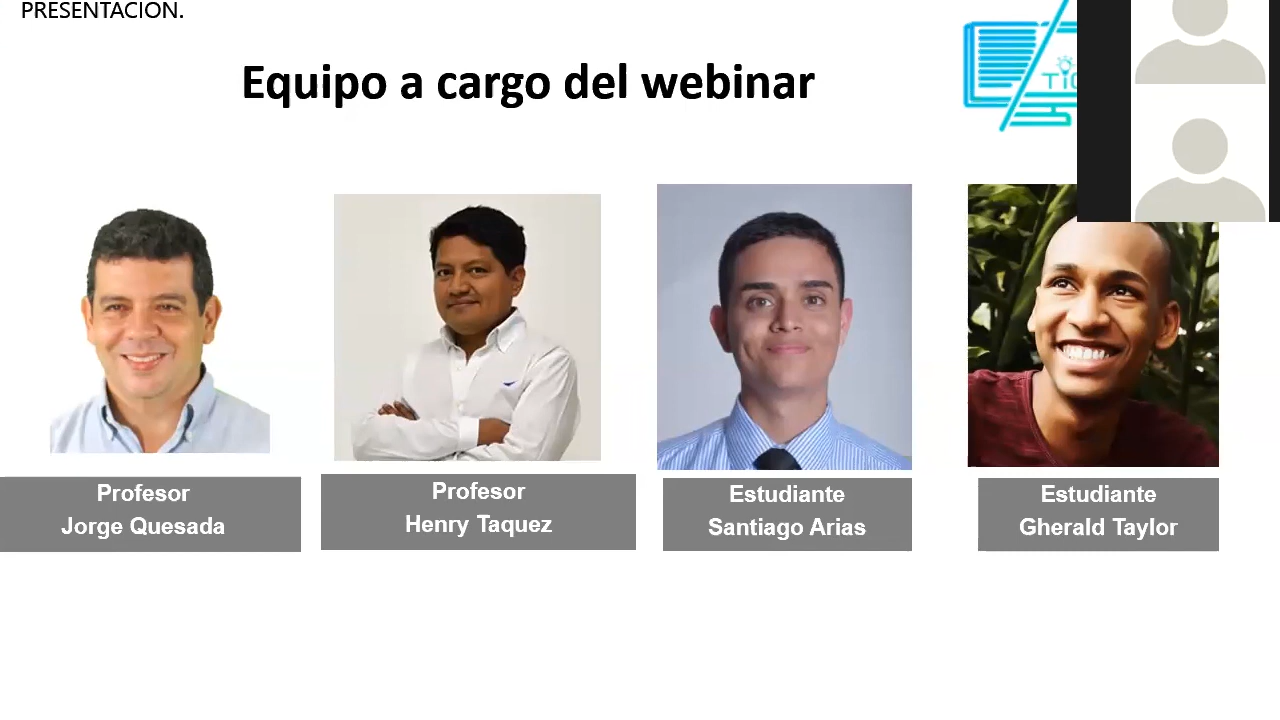 PRESENTACION.
Equipo a cargo del webinar
Profesor
Jorge Quesada
Profesor
Henry Taquez
Estudiante
Santiago Arias
Estudiante
Gherald Taylor